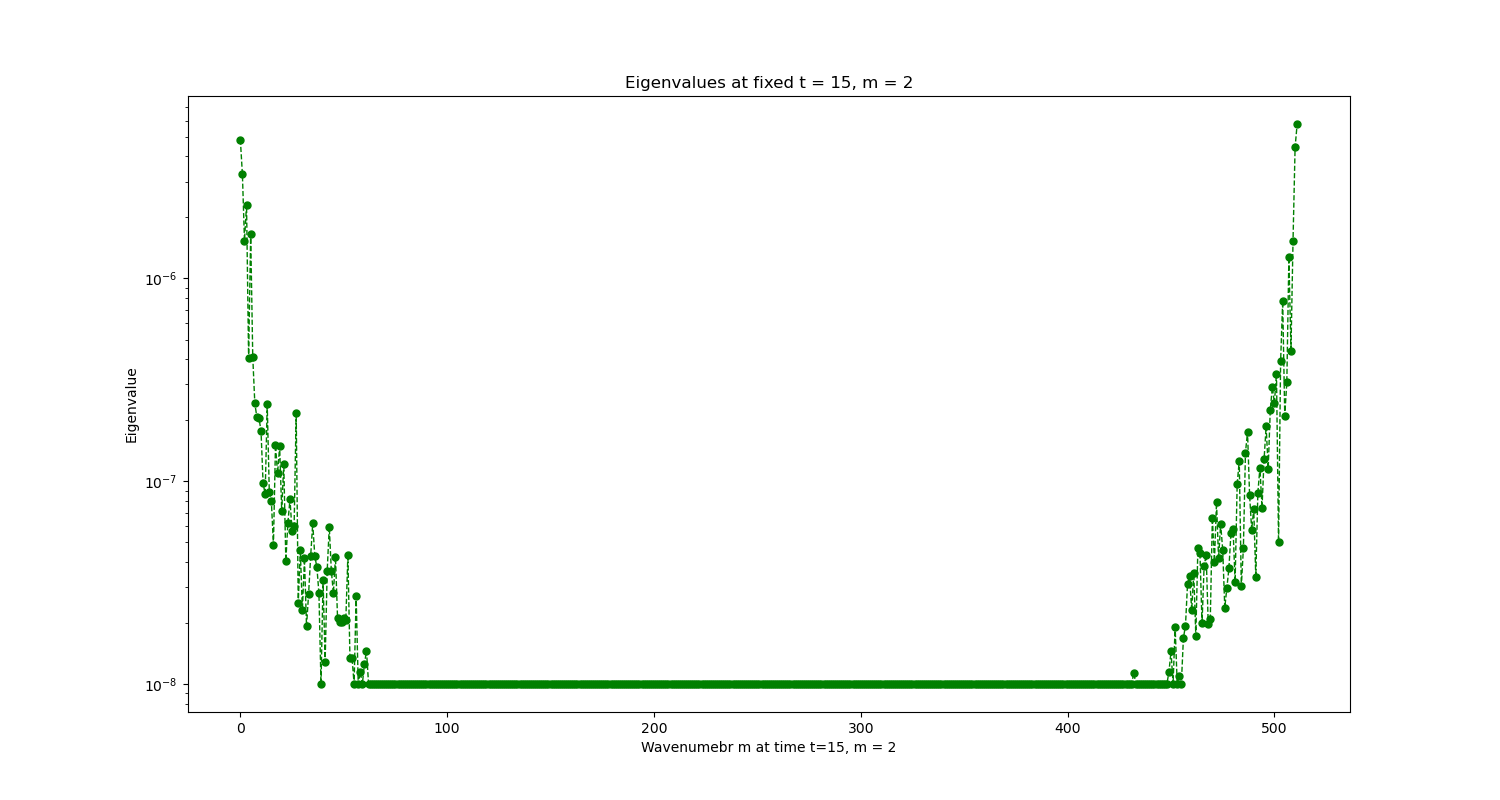 Eigenvalues at fixed t = 15, m = 2
Eigenvalue
10⁻⁶
10⁻⁷
10⁻⁸
0 100 200 300 400 500
Wavenumebr m at time t=15, m = 2